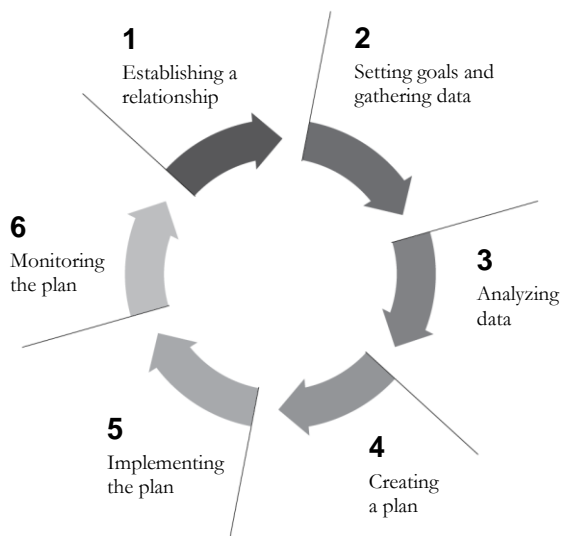 1
Establishing a
relationship
2
Setting goals and
gathering data
3
Analyzing
data
4
Creating
a plan
5
Implementing
the plan
6
Monitoring
the plan